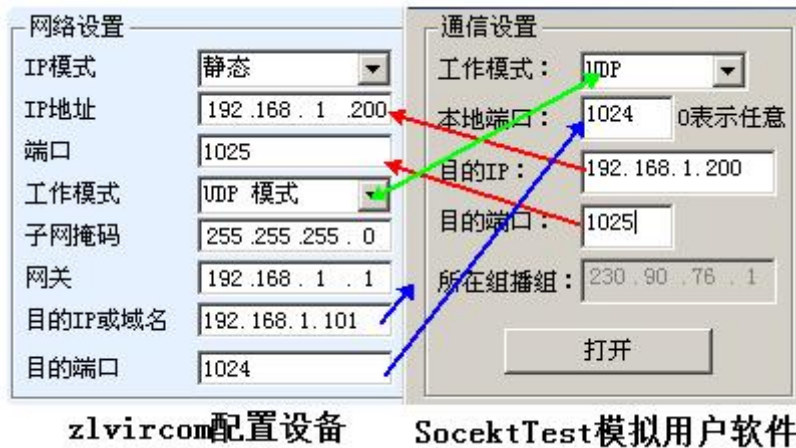 网络设置
IP模式 静态
IP地址 192 .168 . 1 .200
端口 1025
工作模式 UDP 模式
子网掩码 255 .255 .255 . 0
网关 192 .168 . 1 . 1
目的IP或域名 192.168.1.101
目的端口 1024
zlvircom配置设备
通信设置
工作模式： UDP
本地端口： 1024 0表示任意
目的IP： 192.168.1.200
目的端口： 1025
所在组播组： 230 .90 .76 . 1
打开
SocektTest模拟用户软件